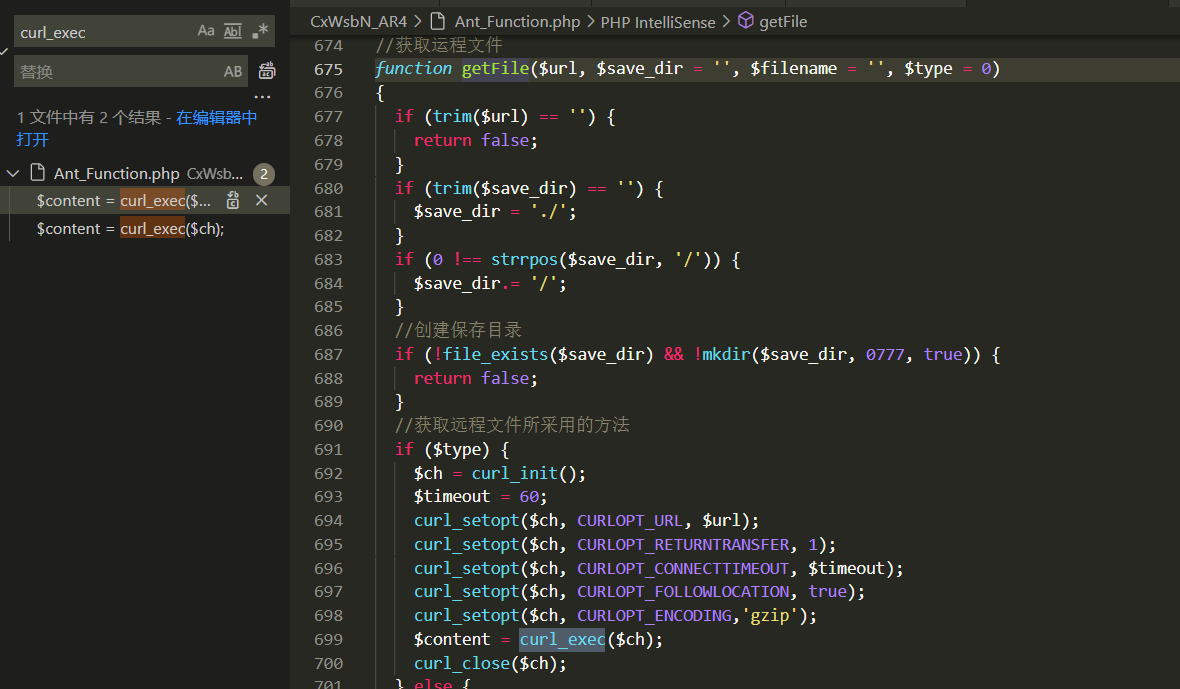 curl_exec
Aa Abl .*
替换
AB
...
1 文件中有 2 个结果 - 在编辑器中
打开
Ant_Function.php CxWsb... 2
$content = curl_exec($...
$content = curl_exec($ch);
CxWsbN_AR4 > Ant_Function.php > PHP IntelliSense > getFile
674 //获取运程文件
675 function getFile($url, $save_dir = '', $filename = '', $type = 0)
676 {
677 if (trim($url) == '') {
678 return false;
679 }
680 if (trim($save_dir) == '') {
681 $save_dir = './';
682 }
683 if (0 !== strrpos($save_dir, '/')) {
684 $save_dir.= '/';
685 }
686 //创建保存目录
687 if (!file_exists($save_dir) && !mkdir($save_dir, 0777, true)) {
688 return false;
689 }
690 //获取远程文件所采用的方法
691 if ($type) {
692 $ch = curl_init();
693 $timeout = 60;
694 curl_setopt($ch, CURLOPT_URL, $url);
695 curl_setopt($ch, CURLOPT_RETURNTRANSFER, 1);
696 curl_setopt($ch, CURLOPT_CONNECTTIMEOUT, $timeout);
697 curl_setopt($ch, CURLOPT_FOLLOWLOCATION, true);
698 curl_setopt($ch, CURLOPT_ENCODING,'gzip');
699 $content = curl_exec($ch);
700 curl_close($ch);
701 } else {